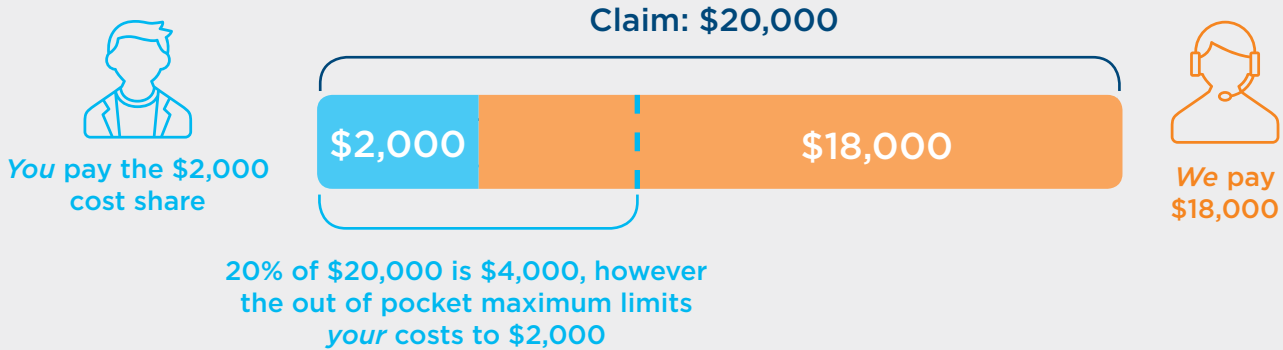 Claim: $20,000
You pay the $2,000
cost share
$2,000
$18,000
We pay
$18,000
20% of $20,000 is $4,000, however
the out of pocket maximum limits
your costs to $2,000